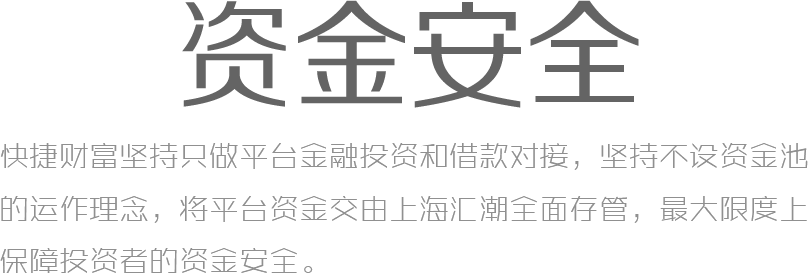 资金安全
快捷财富坚持只做平台金融投资和借款对接，坚持不设资金池
的运作理念，将平台资金交由上海汇潮全面存管，最大限度上
保障投资者的资金安全。